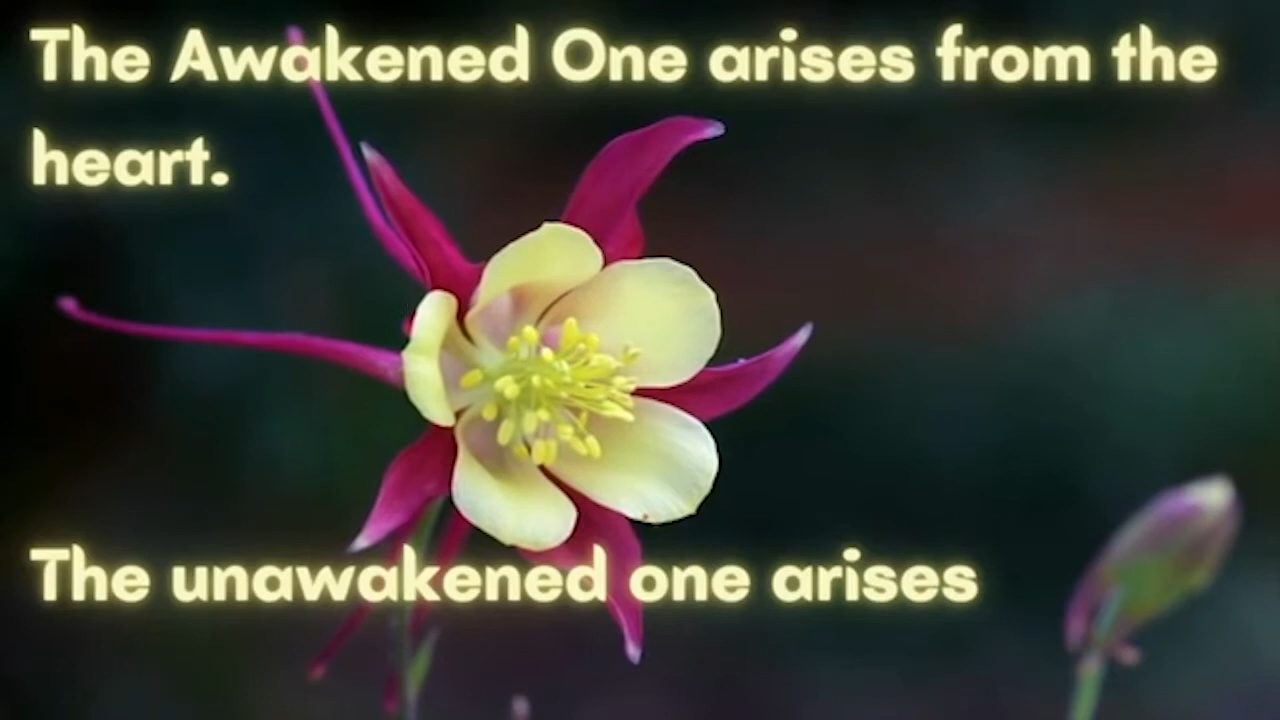 The Awakened One arises from the
heart.
The unawakened one arises